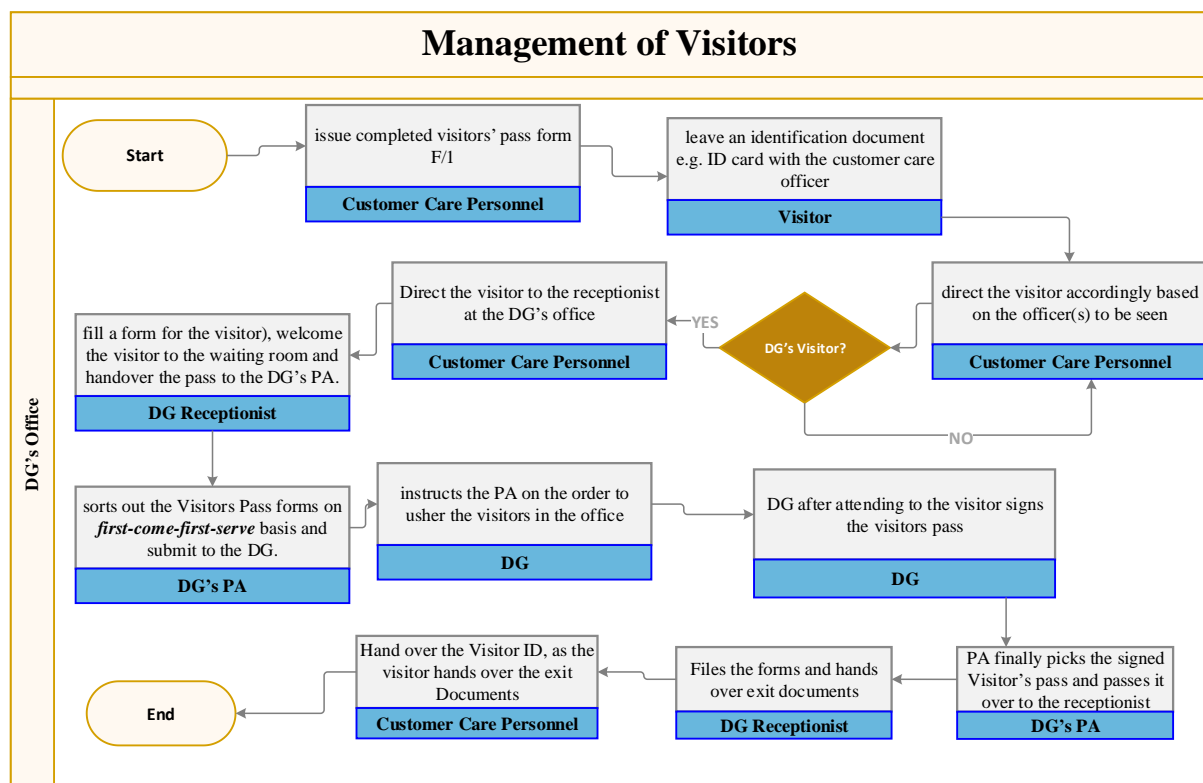 Management of Visitors
DG's Office
Start
issue completed visitors' pass form
F/1
Customer Care Personnel
leave an identification document
e.g. ID card with the customer care
officer
Visitor
direct the visitor accordingly based
on the officer(s) to be seen
Customer Care Personnel
DG's Visitor?
YES
NO
Direct the visitor to the receptionist
at the DG's office
Customer Care Personnel
fill a form for the visitor), welcome
the visitor to the waiting room and
handover the pass to the DG's PA.
DG Receptionist
sorts out the Visitors Pass forms on
first-come-first-serve basis and
submit to the DG.
DG's PA
instructs the PA on the order to
usher the visitors in the office
DG
DG after attending to the visitor signs
the visitors pass
DG
PA finally picks the signed
Visitor's pass and passes it
over to the receptionist
DG's PA
Files the forms and hands
over exit documents
DG Receptionist
Hand over the Visitor ID, as the
visitor hands over the exit
Documents
Customer Care Personnel
End